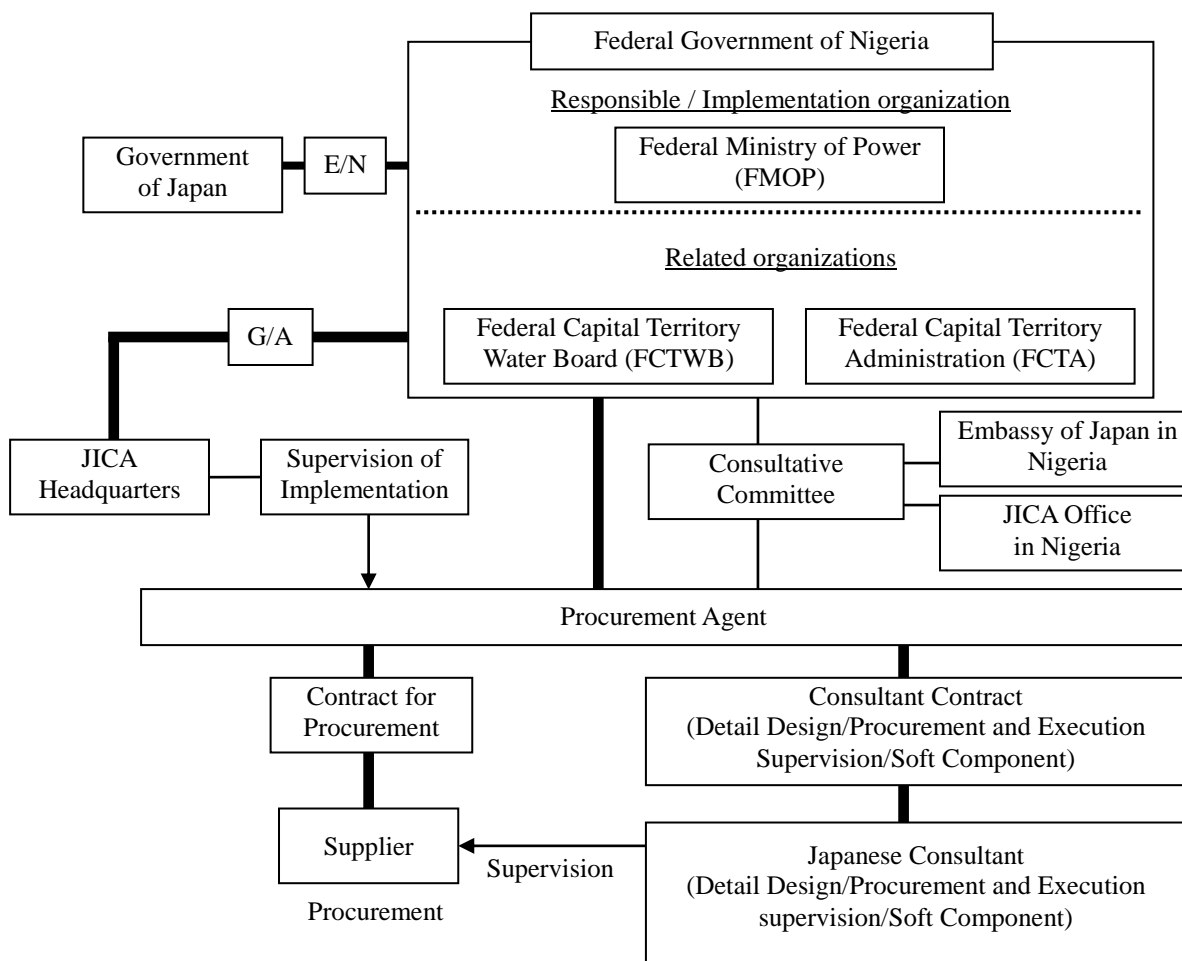 Federal Government of Nigeria
Responsible / Implementation organization
Government
of Japan
E/N
Federal Ministry of Power
(FMOP)
Related organizations
G/A
Federal Capital Territory
Water Board (FCTWB)
Federal Capital Territory
Administration (FCTA)
JICA
Headquarters
Supervision of
Implementation
Consultative
Committee
Embassy of Japan in
Nigeria
JICA Office
in Nigeria
Procurement Agent
Contract for
Procurement
Consultant Contract
(Detail Design/Procurement and Execution
Supervision/Soft Component)
Supplier
Supervision
Procurement
Japanese Consultant
(Detail Design/Procurement and Execution
supervision/Soft Component)